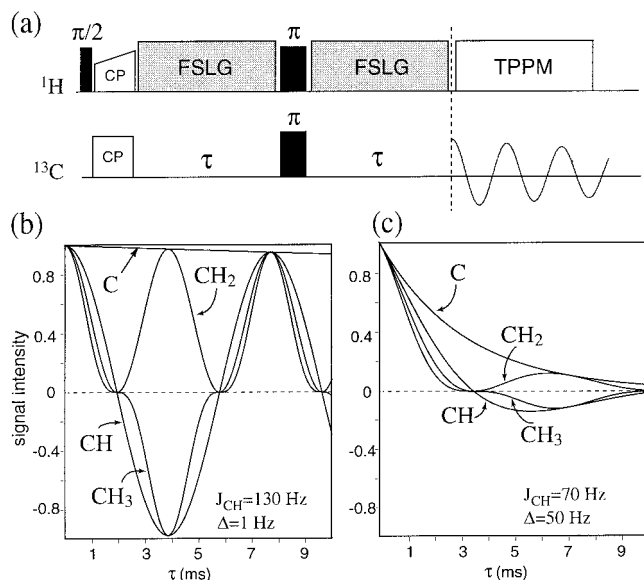 (a)
π/2
π
CP
FSLG
FSLG
TPPM
¹H
π
CP
τ
τ
¹³C
(b)
(c)
signal intensity
0.8
0.4
0
-0.4
-0.8
C
CH₂
CH
CH₃
J_CH=130 Hz
Δ=1 Hz
1 3 5 7 9
τ (ms)
0.8
0.4
0
-0.4
-0.8
C
CH₂
CH
CH₃
J_CH=70 Hz
Δ=50 Hz
1 3 5 7 9
τ (ms)